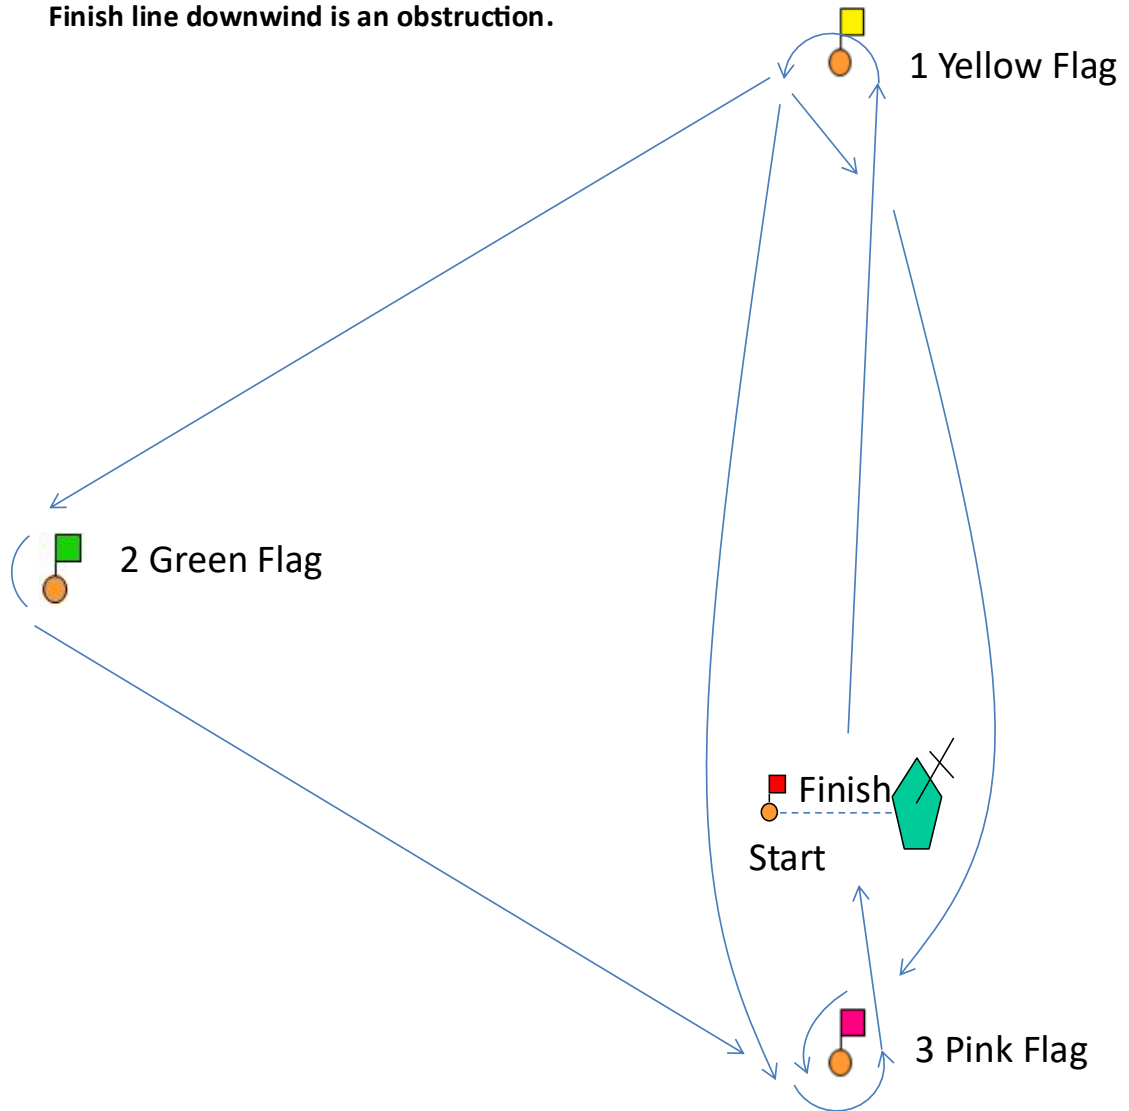 Finish line downwind is an obstruction.
1 Yellow Flag
2 Green Flag
Finish
Start
3 Pink Flag